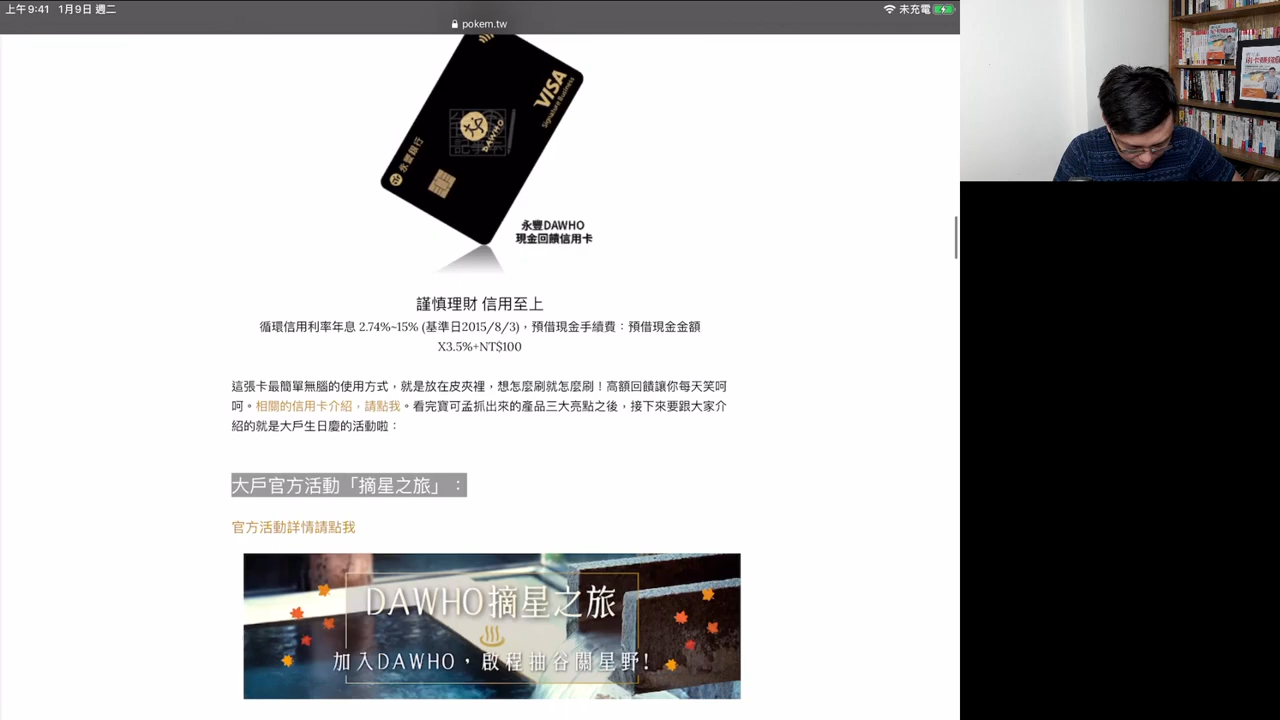 上午9:41 1月9日 週二
未充電
pokem.tw
VISA
Signature Business
DAWHO
永豐銀行
永豐DAWHO
現金回饋信用卡
謹慎理財 信用至上
循環信用利率年息 2.74%~15% (基準日2015/8/3)，預借現金手續費：預借現金金額
X3.5%+NT$100
這張卡最簡單無腦的使用方式，就是放在皮夾裡，想怎麼刷就怎麼刷！高額回饋讓你每天笑呵
呵。相關的信用卡介紹，請點我。看完寶可孟抓出來的產品三大亮點之後，接下來要跟大家介
紹的就是大戶生日慶的活動啦：
大戶官方活動「摘星之旅」：
官方活動詳情請點我
DAWHO摘星之旅
加入DAWHO，啟程抽谷關星野!